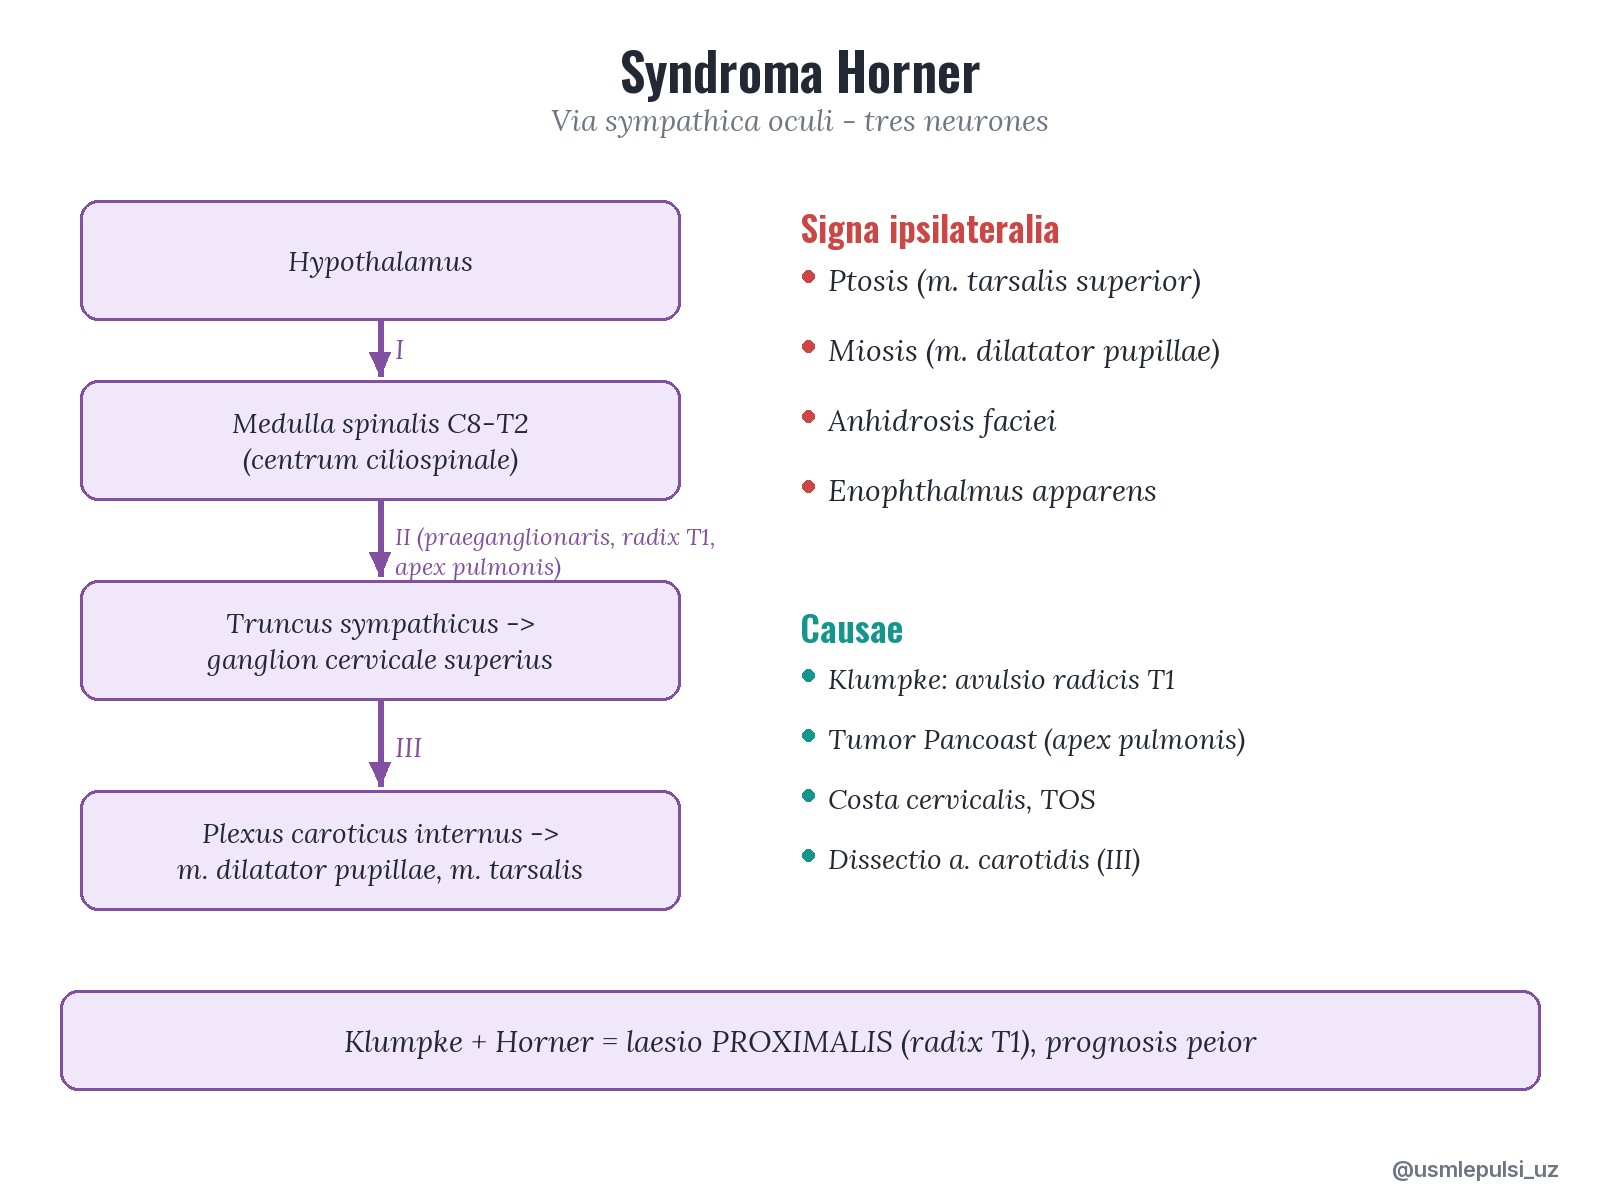 Syndroma Horner
Via sympathica oculi - tres neurones
Hypothalamus
I
Medulla spinalis C8-T2
(centrum ciliospinale)
II (praeganglionaris, radix T1,
apex pulmonis)
Truncus sympathicus ->
ganglion cervicale superius
III
Plexus caroticus internus ->
m. dilatator pupillae, m. tarsalis
Signa ipsilateralia
Ptosis (m. tarsalis superior)
Miosis (m. dilatator pupillae)
Anhidrosis faciei
Enophthalmus apparens
Causae
Klumpke: avulsio radicis T1
Tumor Pancoast (apex pulmonis)
Costa cervicalis, TOS
Dissectio a. carotidis (III)
Klumpke + Horner = laesio PROXIMALIS (radix T1), prognosis peior
@usmlepulsi_uz